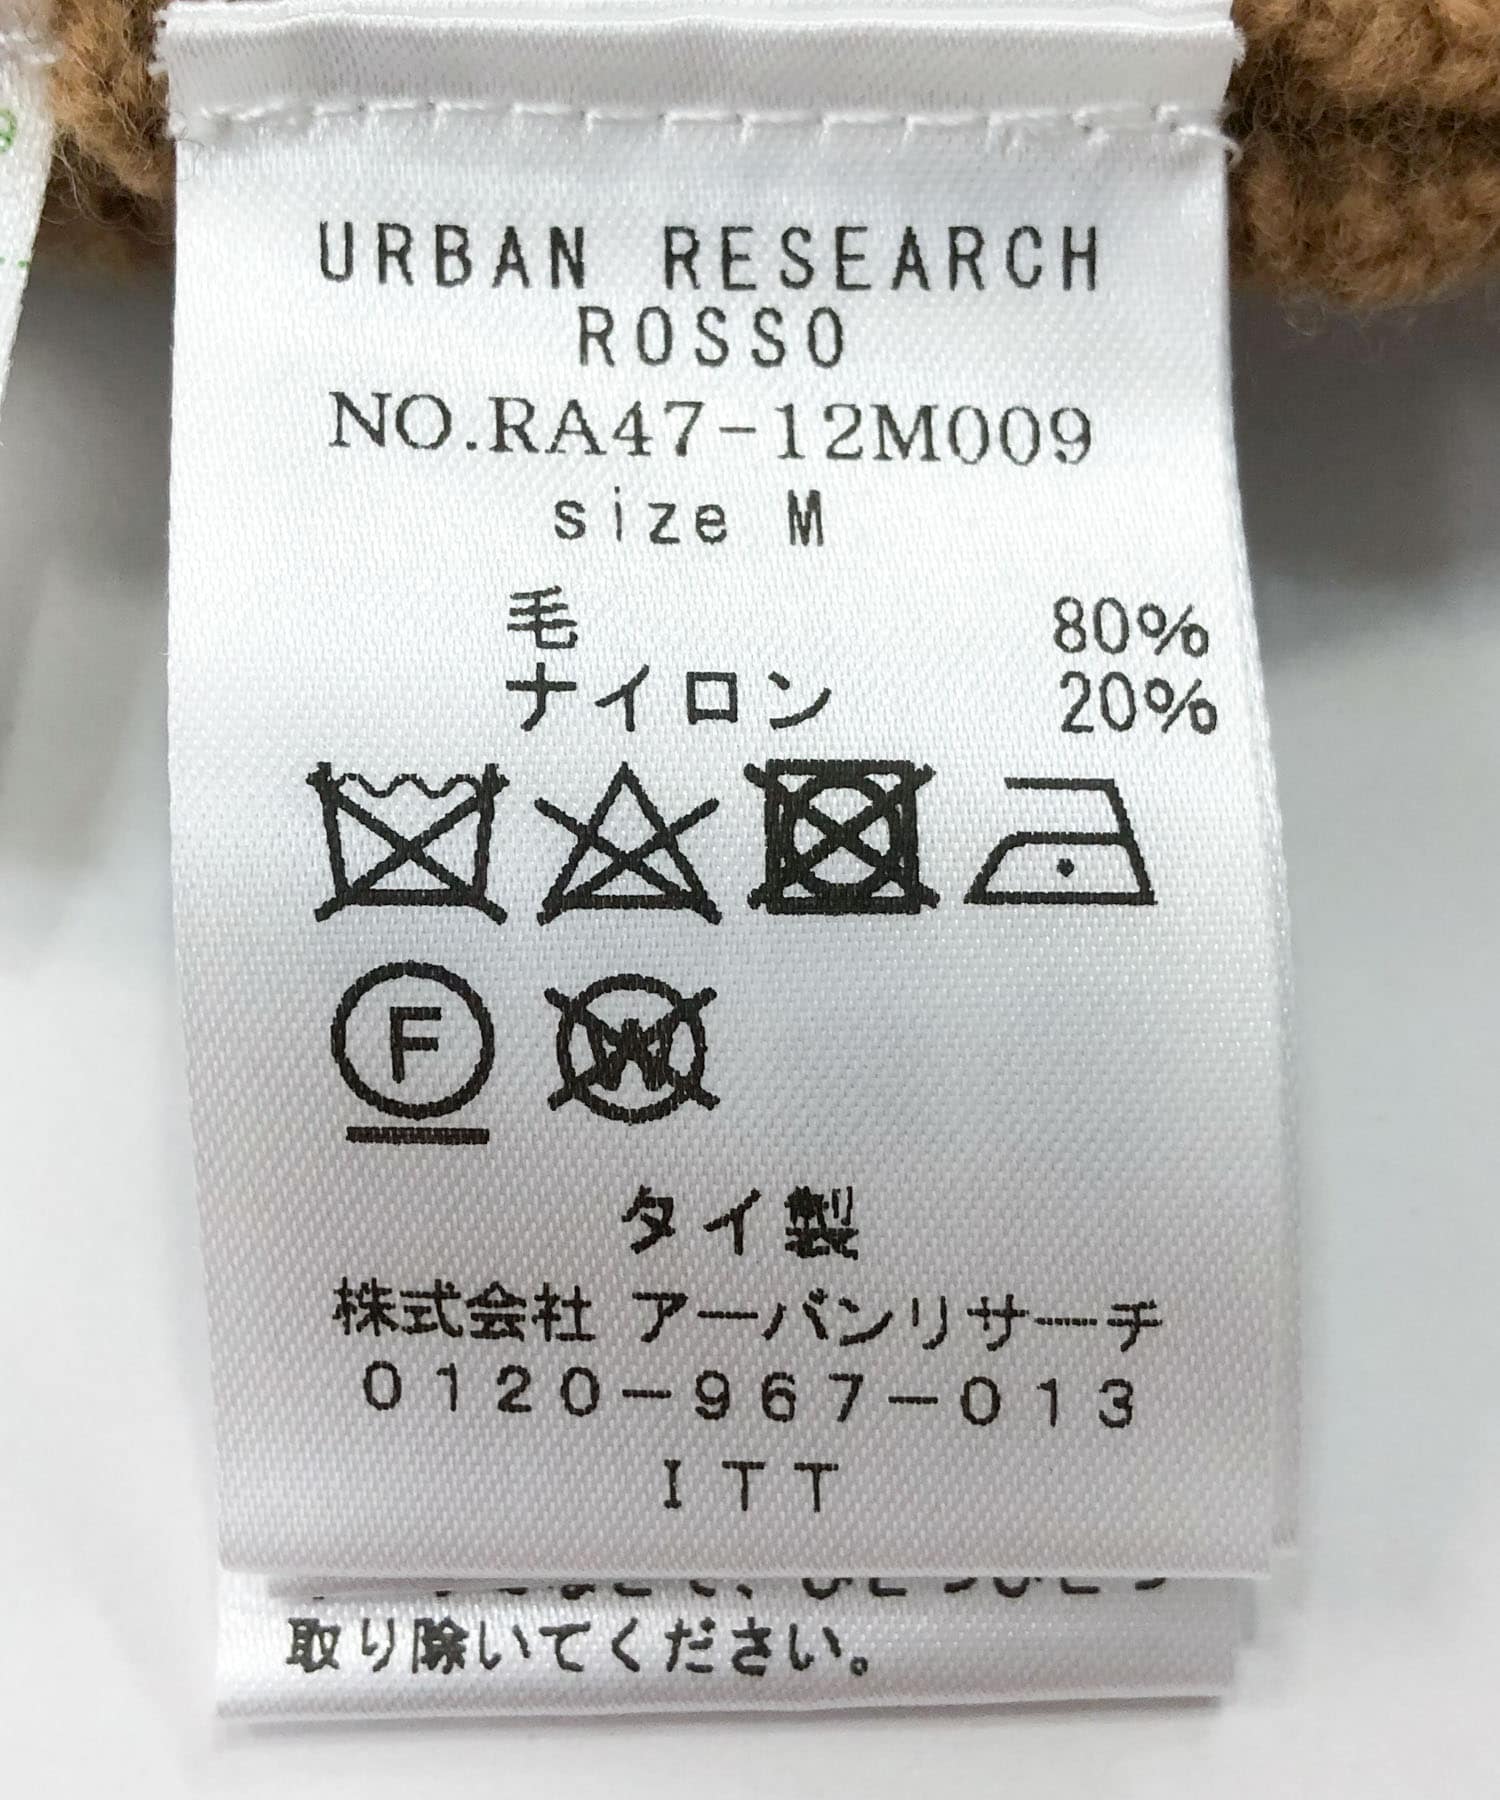 URBAN RESEARCH
ROSSO
NO.RA47-12M009
size M
毛 80%
ナイロン 20%
F
W
タイ製
株式会社 アーバンリサーチ
0120-967-013
ITT
取り除いてください。